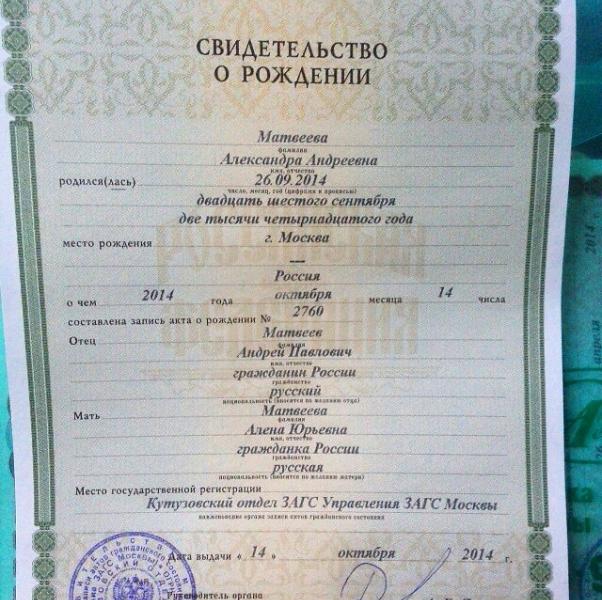 СВИДЕТЕЛЬСТВО
О РОЖДЕНИИ
Матвеева
фамилия
Александра Андреевна
имя, отчество
родился(лась) 26.09.2014
число, месяц, год (цифрами и прописью)
двадцать шестого сентября
две тысячи четырнадцатого года
место рождения г. Москва
---
Россия
о чем 2014 года октября месяца 14 числа
составлена запись акта о рождении № 2760
Отец Матвеев
фамилия
Андрей Павлович
имя, отчество
гражданин России
гражданство
русский
национальность (вносится по желанию отца)
Мать Матвеева
фамилия
Алена Юрьевна
имя, отчество
гражданка России
гражданство
русская
национальность (вносится по желанию матери)
Место государственной регистрации
Кутузовский отдел ЗАГС Управления ЗАГС Москвы
наименование органа записи актов гражданского состояния
Дата выдачи « 14 » октября 2014 г.
Руководитель органа